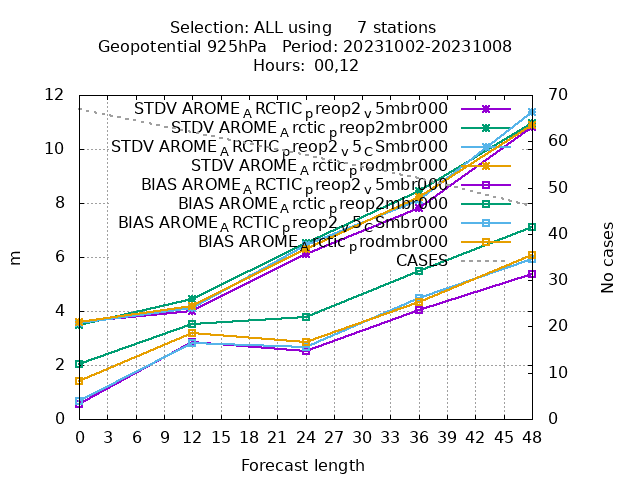 Selection: ALL using 7 stations
Geopotential 925hPa Period: 20231002-20231008
Hours: 00,12
STDV AROME_ARCTIC_preop2_v5mbr000
STDV AROME_Arctic_preop2mbr000
STDV AROME_ARCTIC_preop2_v5_CSmbr000
STDV AROME_Arctic_prodmbr000
BIAS AROME_ARCTIC_preop2_v5mbr000
BIAS AROME_Arctic_preop2mbr000
BIAS AROME_ARCTIC_preop2_v5_CSmbr000
BIAS AROME_Arctic_prodmbr000
CASES
12
10
8
6
4
2
0
m
70
60
50
40
30
20
10
0
No cases
0 3 6 9 12 15 18 21 24 27 30 33 36 39 42 45 48
Forecast length